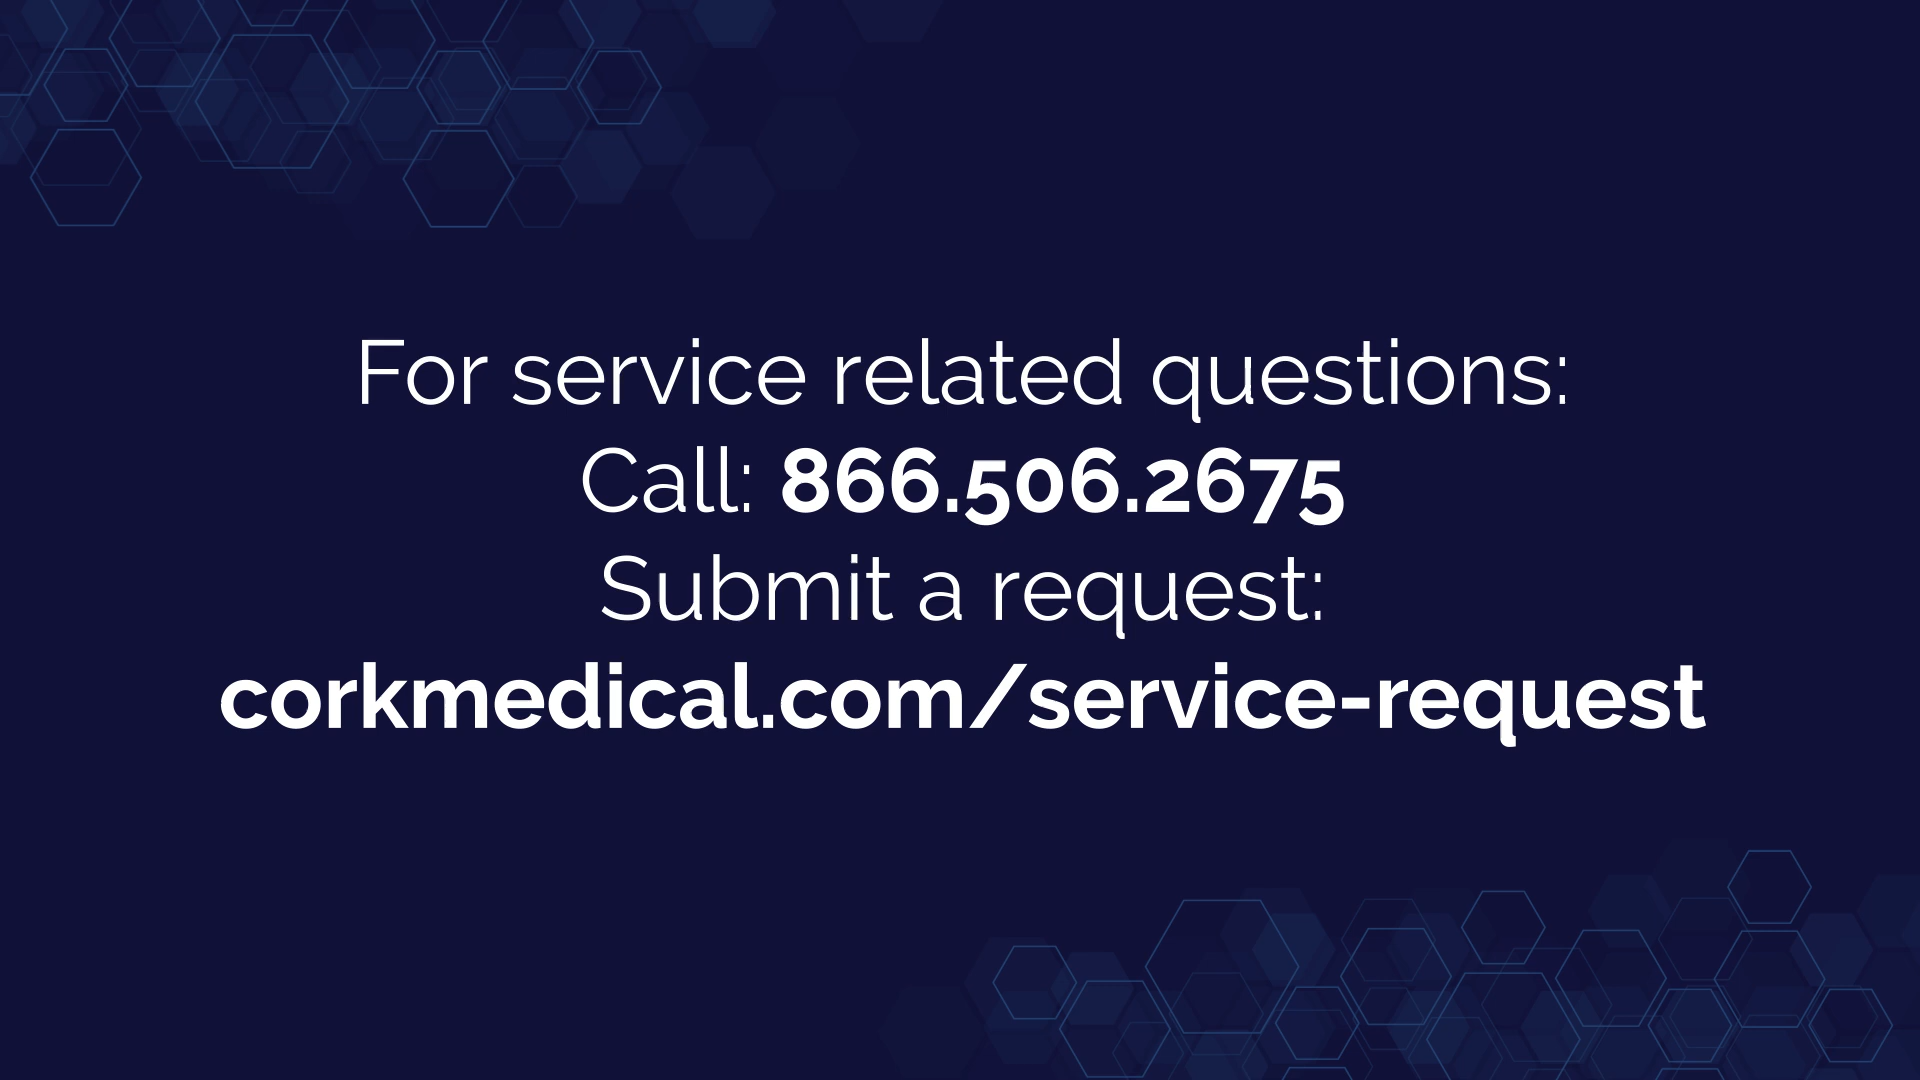 For service related questions:
Call: 866.506.2675
Submit a request:
corkmedical.com/service-request